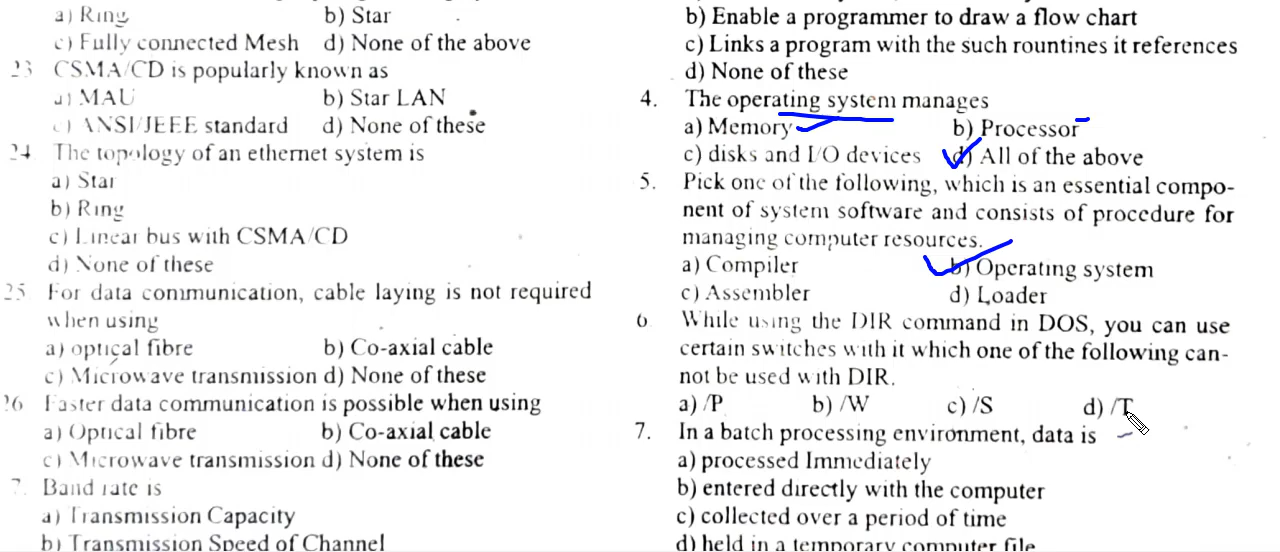 a) Ring b) Star
c) Fully connected Mesh d) None of the above
23 CSMA/CD is popularly known as
a) MAU b) Star LAN
c) ANSI/IEEE standard d) None of these
24. The topology of an ethernet system is
a) Star
b) Ring
c) Linear bus with CSMA/CD
d) None of these
25. For data communication, cable laying is not required
when using
a) optical fibre b) Co-axial cable
c) Microwave transmission d) None of these
26 Faster data communication is possible when using
a) Optical fibre b) Co-axial cable
c) Microwave transmission d) None of these
7. Band rate is
a) Transmission Capacity
b) Transmission Speed of Channel
b) Enable a programmer to draw a flow chart
c) Links a program with the such rountines it references
d) None of these
4. The operating system manages
a) Memory b) Processor
c) disks and I/O devices d) All of the above
5. Pick one of the following, which is an essential compo-
nent of system software and consists of procedure for
managing computer resources.
a) Compiler b) Operating system
c) Assembler d) Loader
6. While using the DIR command in DOS, you can use
certain switches with it which one of the following can-
not be used with DIR.
a) /P b) /W c) /S d) /T
7. In a batch processing environment, data is
a) processed Immediately
b) entered directly with the computer
c) collected over a period of time
d) held in a temporary computer file